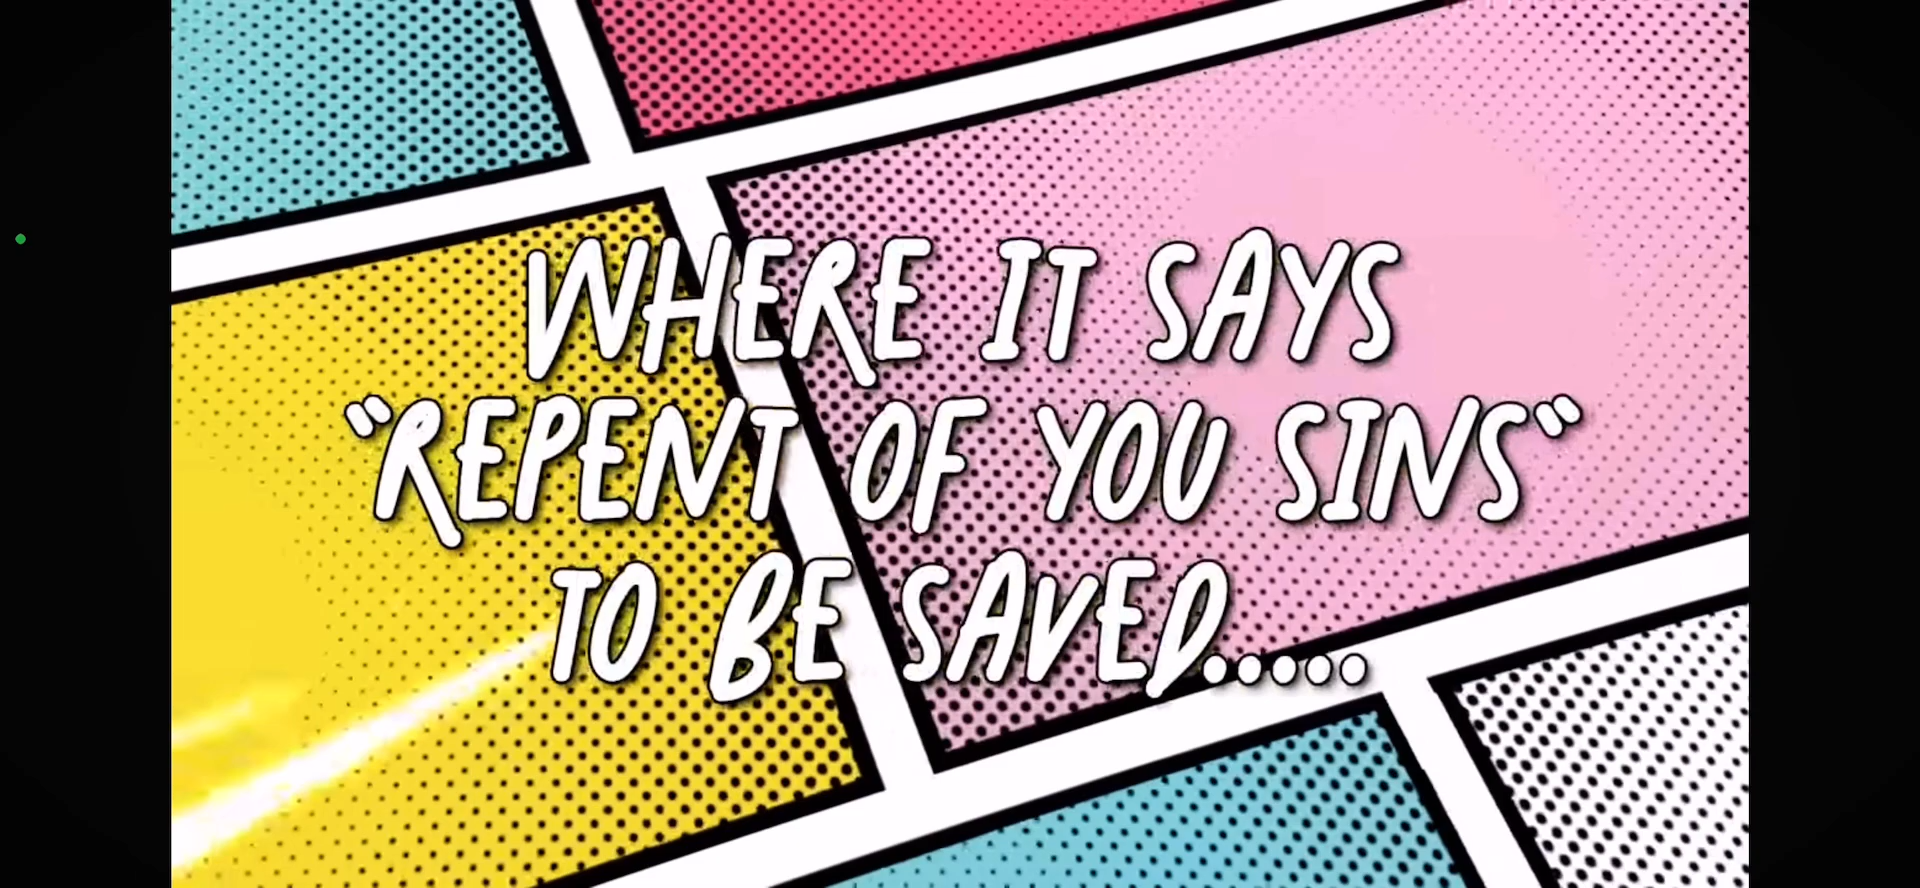 WHERE IT SAYS
"REPENT OF YOU SINS"
TO BE SAVED.....